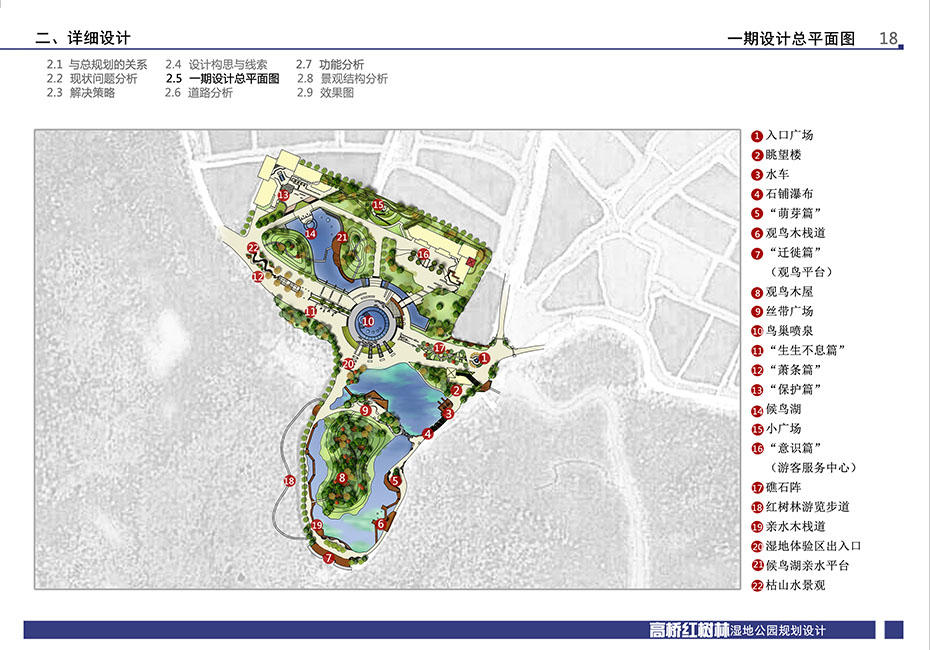 二、详细设计
一期设计总平面图 18
2.1 与总规划的关系 2.4 设计构思与线索 2.7 功能分析
2.2 现状问题分析 2.5 一期设计总平面图 2.8 景观结构分析
2.3 解决策略 2.6 道路分析 2.9 效果图
1 入口广场
2 眺望楼
3 水车
4 石铺瀑布
5 “萌芽篇”
6 观鸟木栈道
7 “迁徙篇”
（观鸟平台）
8 观鸟木屋
9 丝带广场
10 鸟巢喷泉
11 “生生不息篇”
12 “萧条篇”
13 “保护篇”
14 候鸟湖
15 小广场
16 “意识篇”
（游客服务中心）
17 礁石阵
18 红树林游览步道
19 亲水木栈道
20 湿地体验区出入口
21 候鸟湖亲水平台
22 枯山水景观
13
15
14
21
22
16
12
11
10
17
1
20
2
9
3
4
8
5
18
19
6
7
高桥红树林湿地公园规划设计